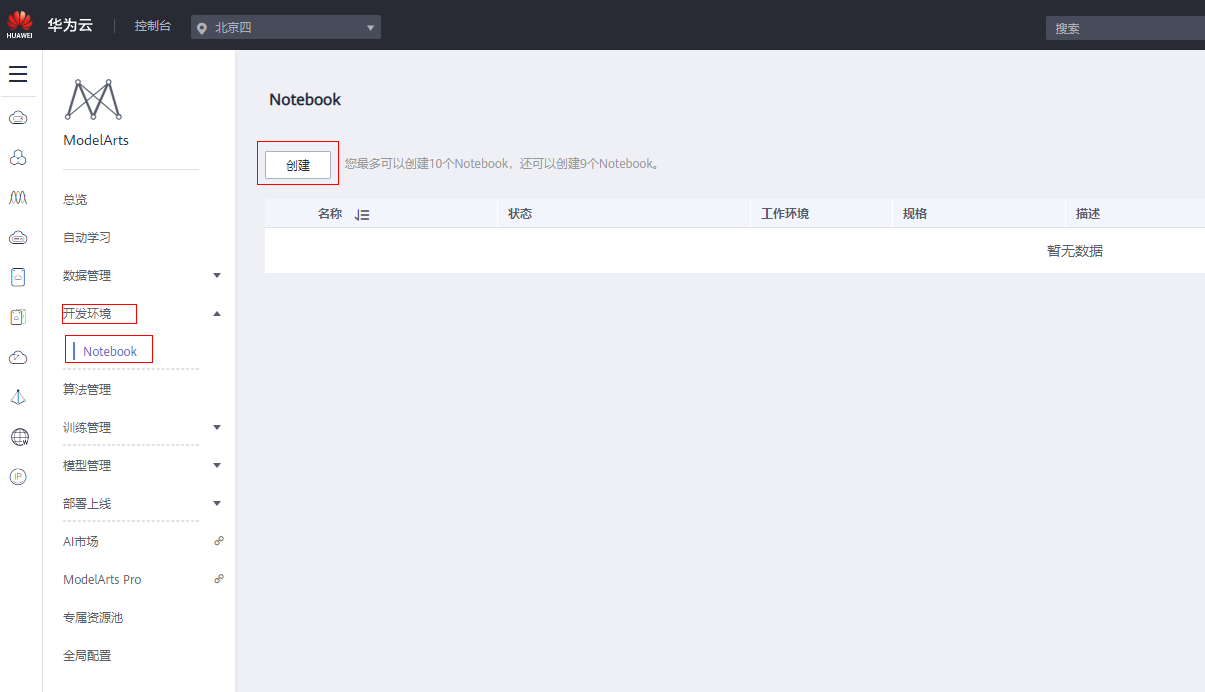 HUAWEI
华为云
控制台
北京四
搜索
ModelArts
总览
自动学习
数据管理
开发环境
Notebook
算法管理
训练管理
模型管理
部署上线
AI市场
ModelArts Pro
专属资源池
全局配置
IP
Notebook
创建
您最多可以创建10个Notebook，还可以创建9个Notebook。
名称
状态
工作环境
规格
描述
暂无数据